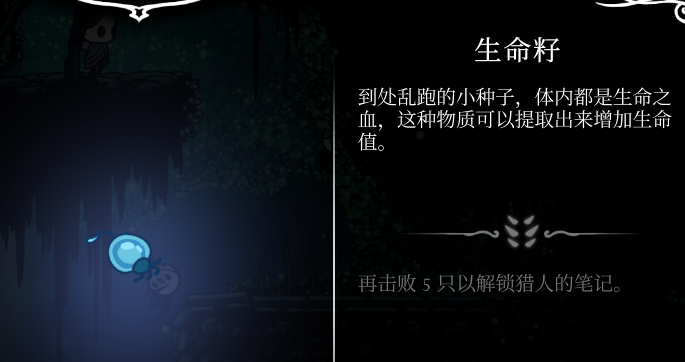 生命籽
到处乱跑的小种子，体内都是生命之
血，这种物质可以提取出来增加生命
值。
再击败 5 只以解锁猎人的笔记。